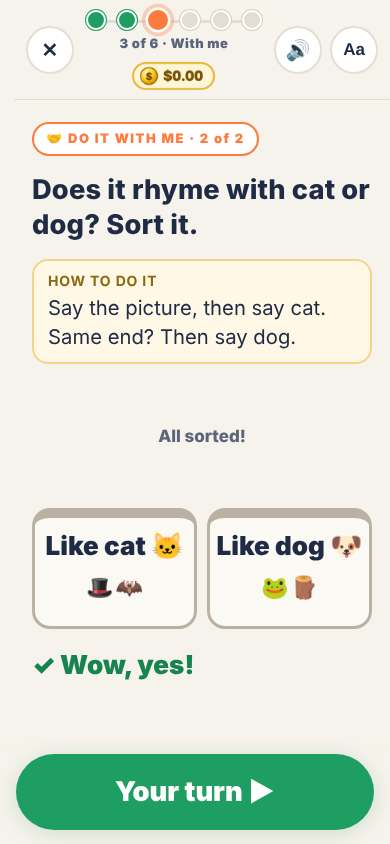 3 of 6 · With me
$ $0.00
Aa
🤝 DO IT WITH ME · 2 of 2
Does it rhyme with cat or
dog? Sort it.
HOW TO DO IT
Say the picture, then say cat.
Same end? Then say dog.
All sorted!
Like cat 🐱
Like dog 🐶
✓ Wow, yes!
Your turn ▶